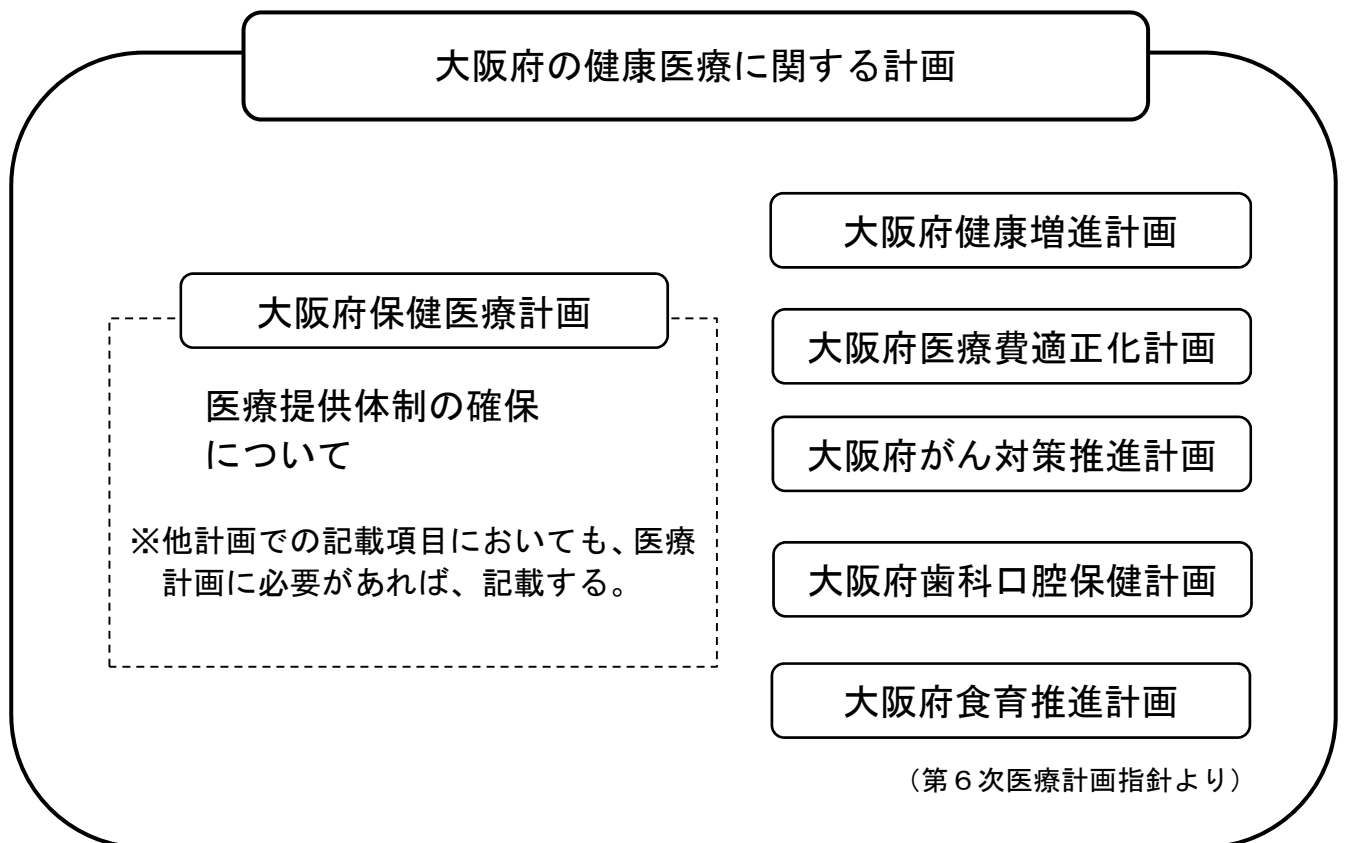 大阪府の健康医療に関する計画
大阪府保健医療計画
医療提供体制の確保
について
※他計画での記載項目においても、医療
計画に必要があれば、記載する。
大阪府健康増進計画
大阪府医療費適正化計画
大阪府がん対策推進計画
大阪府歯科口腔保健計画
大阪府食育推進計画
（第６次医療計画指針より）